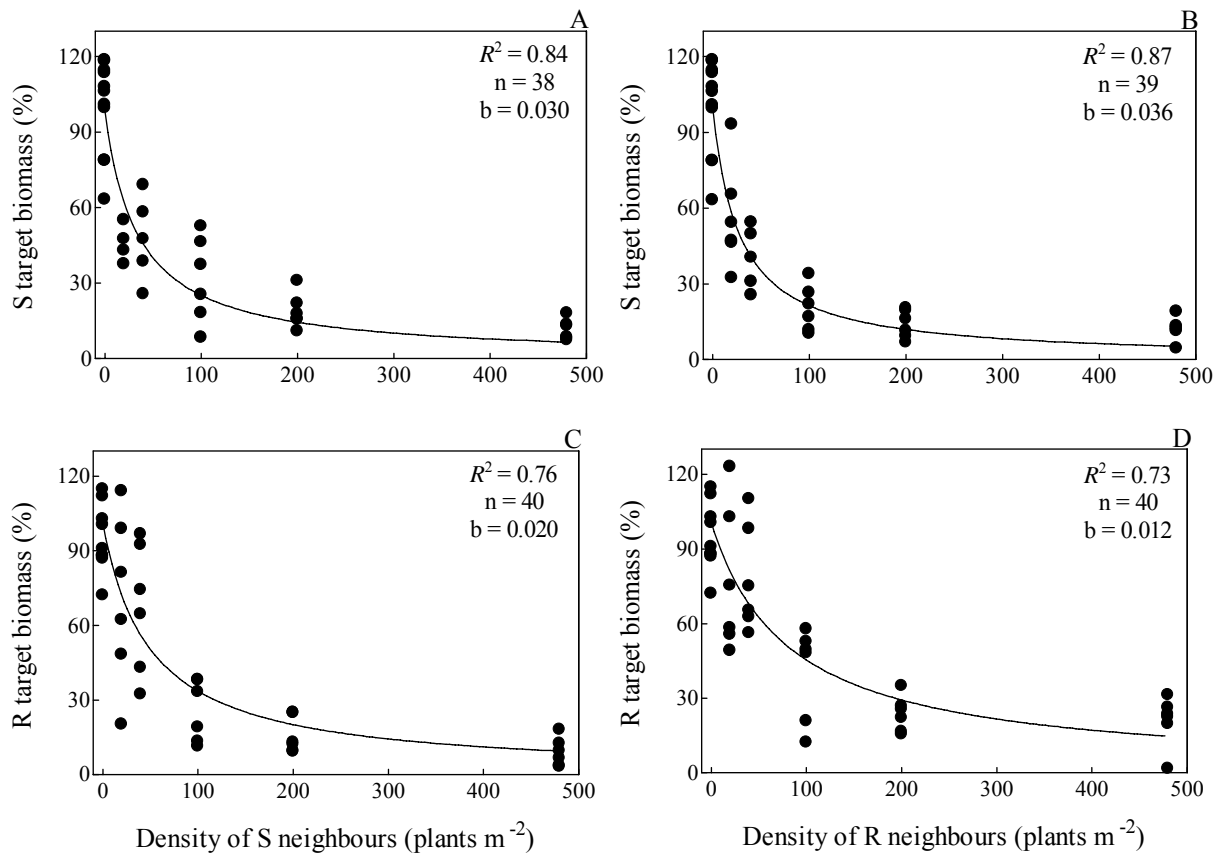 A
R² = 0.84
n = 38
b = 0.030
S target biomass (%)
120
90
60
30
0
0 100 200 300 400 500
B
R² = 0.87
n = 39
b = 0.036
S target biomass (%)
120
90
60
30
0
0 100 200 300 400 500
C
R² = 0.76
n = 40
b = 0.020
R target biomass (%)
120
90
60
30
0
0 100 200 300 400 500
Density of S neighbours (plants m⁻²)
D
R² = 0.73
n = 40
b = 0.012
R target biomass (%)
120
90
60
30
0
0 100 200 300 400 500
Density of R neighbours (plants m⁻²)